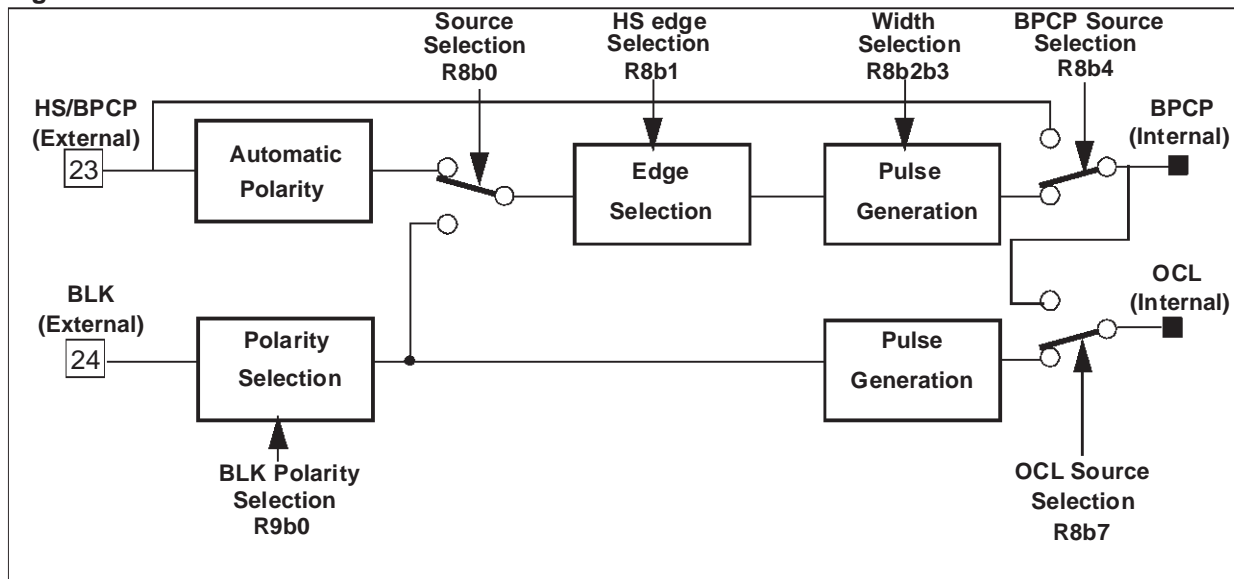 Source
Selection
R8b0
HS edge
Selection
R8b1
Width
Selection
R8b2b3
BPCP Source
Selection
R8b4
HS/BPCP
(External)
23
Automatic
Polarity
Edge
Selection
Pulse
Generation
BPCP
(Internal)
BLK
(External)
24
Polarity
Selection
Pulse
Generation
OCL
(Internal)
BLK Polarity
Selection
R9b0
OCL Source
Selection
R8b7